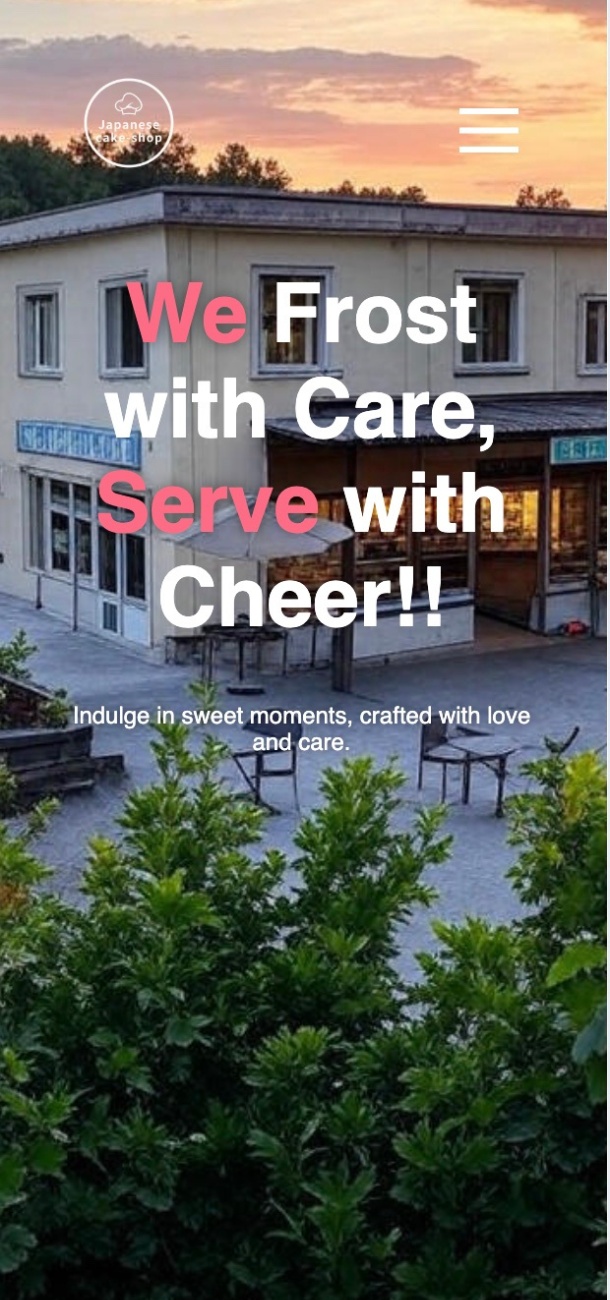 Japanese
cake-shop
We Frost
with Care,
Serve with
Cheer!!
Indulge in sweet moments, crafted with love
and care.